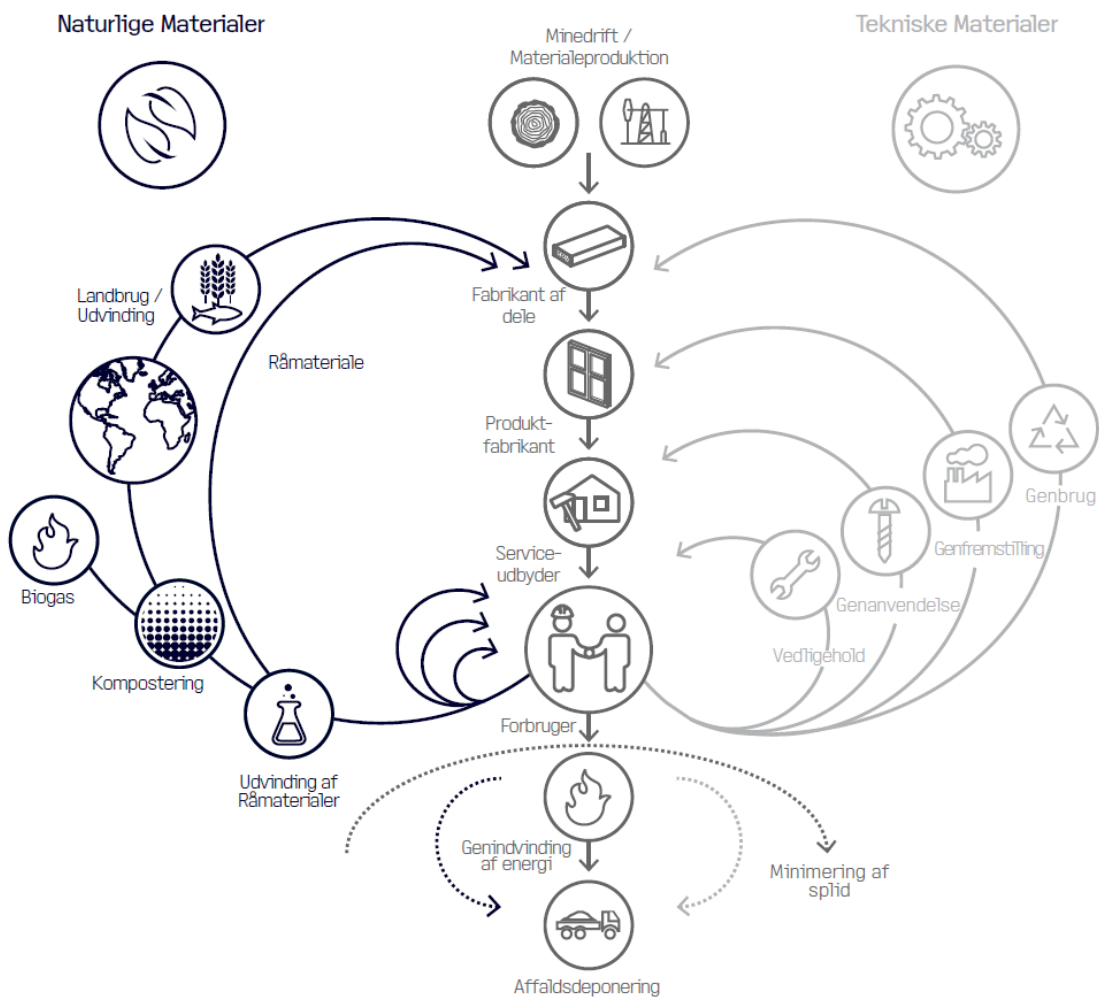 Naturlige Materialer
Minedrift /
Materialeproduktion
Tekniske Materialer
Landbrug /
Udvinding
Råmateriale
Fabrikant af
dele
Produkt-
fabrikant
Service-
udbyder
Genbrug
Genfremstilling
Genanvendelse
Vedligehold
Biogas
Kompostering
Udvinding af
Råmaterialer
Forbruger
Genindvinding
af energi
Minimering af
splid
Affaldsdeponering